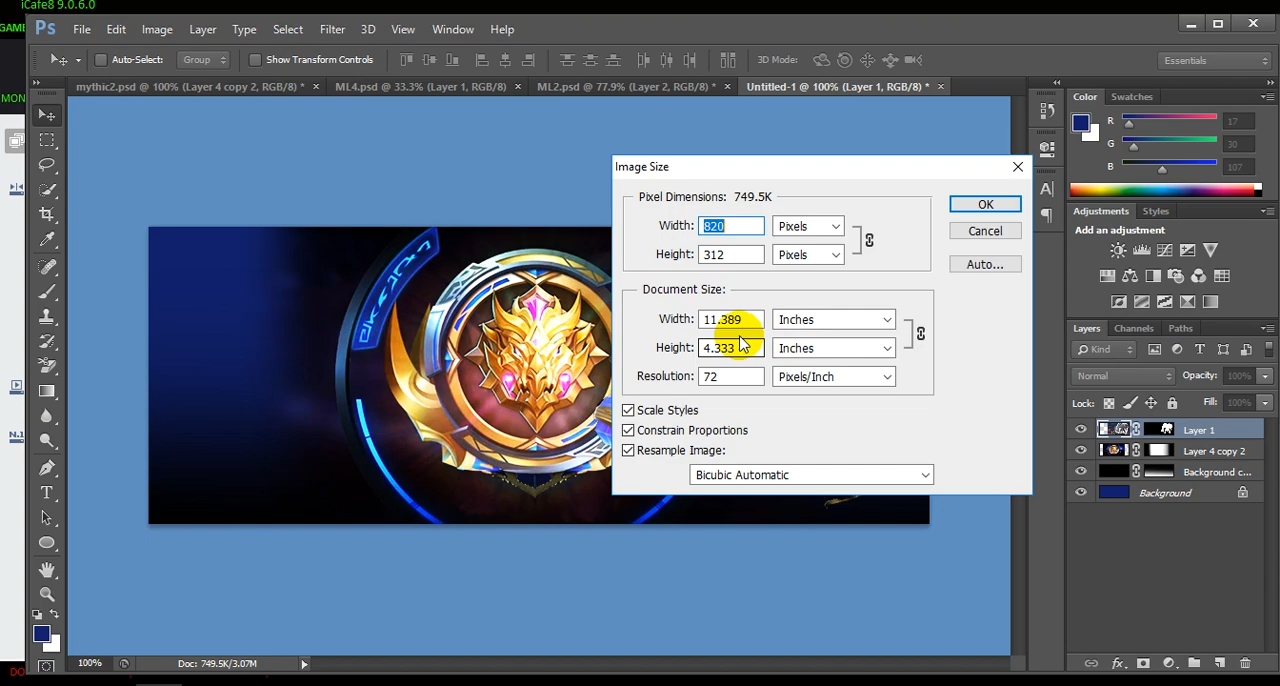 iCafe8 9.0.6.0
GAME
Ps File Edit Image Layer Type Select Filter 3D View Window Help
Auto-Select: Group Show Transform Controls 3D Mode: Essentials
mythic2.psd @ 100% (Layer 4 copy 2, RGB/8) * × ML4.psd @ 33.3% (Layer 1, RGB/8) × ML2.psd @ 77.9% (Layer 2, RGB/8) * × Untitled-1 @ 100% (Layer 1, RGB/8) * ×
MON
Color Swatches
R 17
G 30
B 107
Image Size
Pixel Dimensions: 749.5K
Width: 820 Pixels
Height: 312 Pixels
OK
Cancel
Auto...
Document Size:
Width: 11.389 Inches
Height: 4.333 Inches
Resolution: 72 Pixels/Inch
Scale Styles
Constrain Proportions
Resample Image:
Bicubic Automatic
Adjustments Styles
Add an adjustment
Layers Channels Paths
Kind
Normal Opacity: 100%
Lock: Fill: 100%
Layer 1
Layer 4 copy 2
Background c...
Background
N.1
100% Doc: 749.5K/3.07M
DO